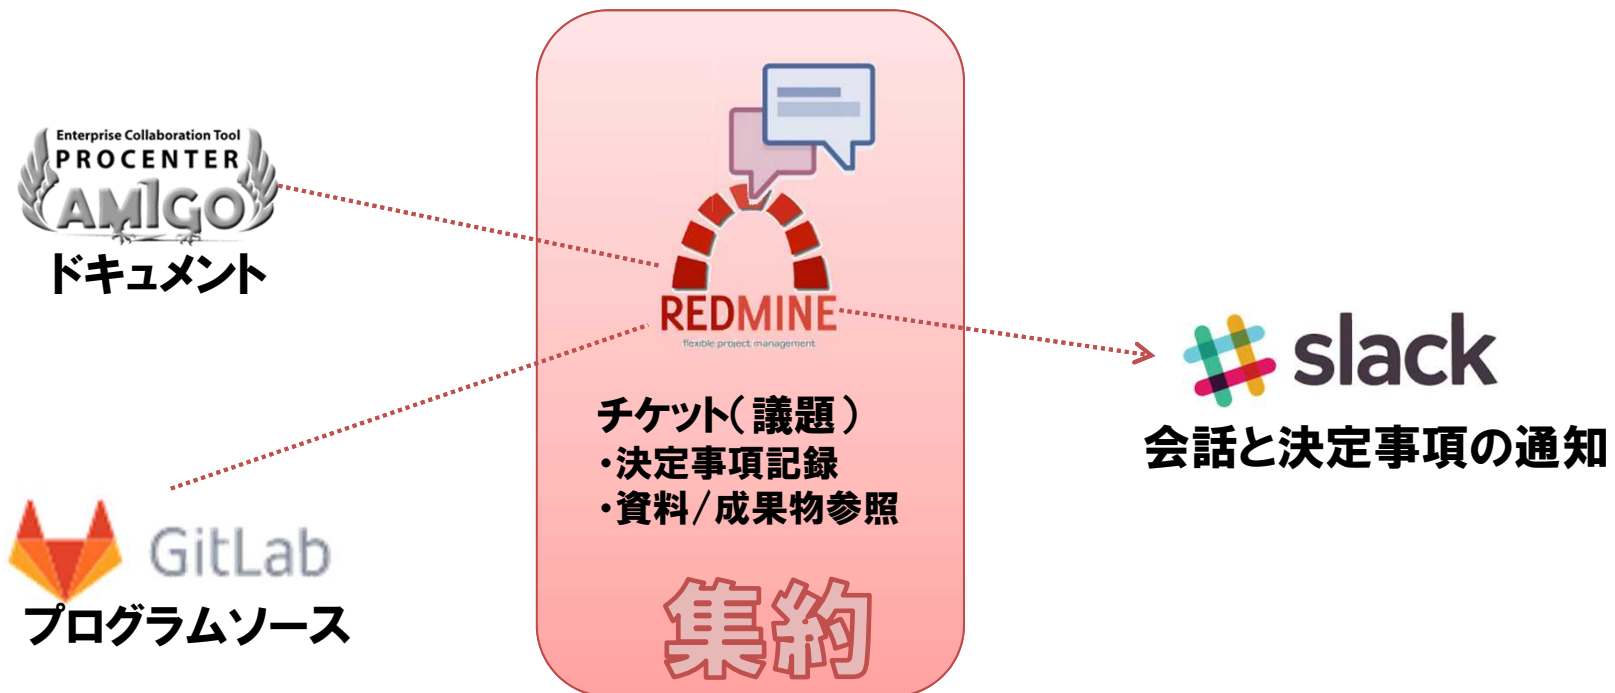 Enterprise Collaboration Tool
PROCENTER
AMIGO
ドキュメント
GitLab
プログラムソース
REDMINE
flexible project management
チケット(議題)
・決定事項記録
・資料/成果物参照
集約
slack
会話と決定事項の通知